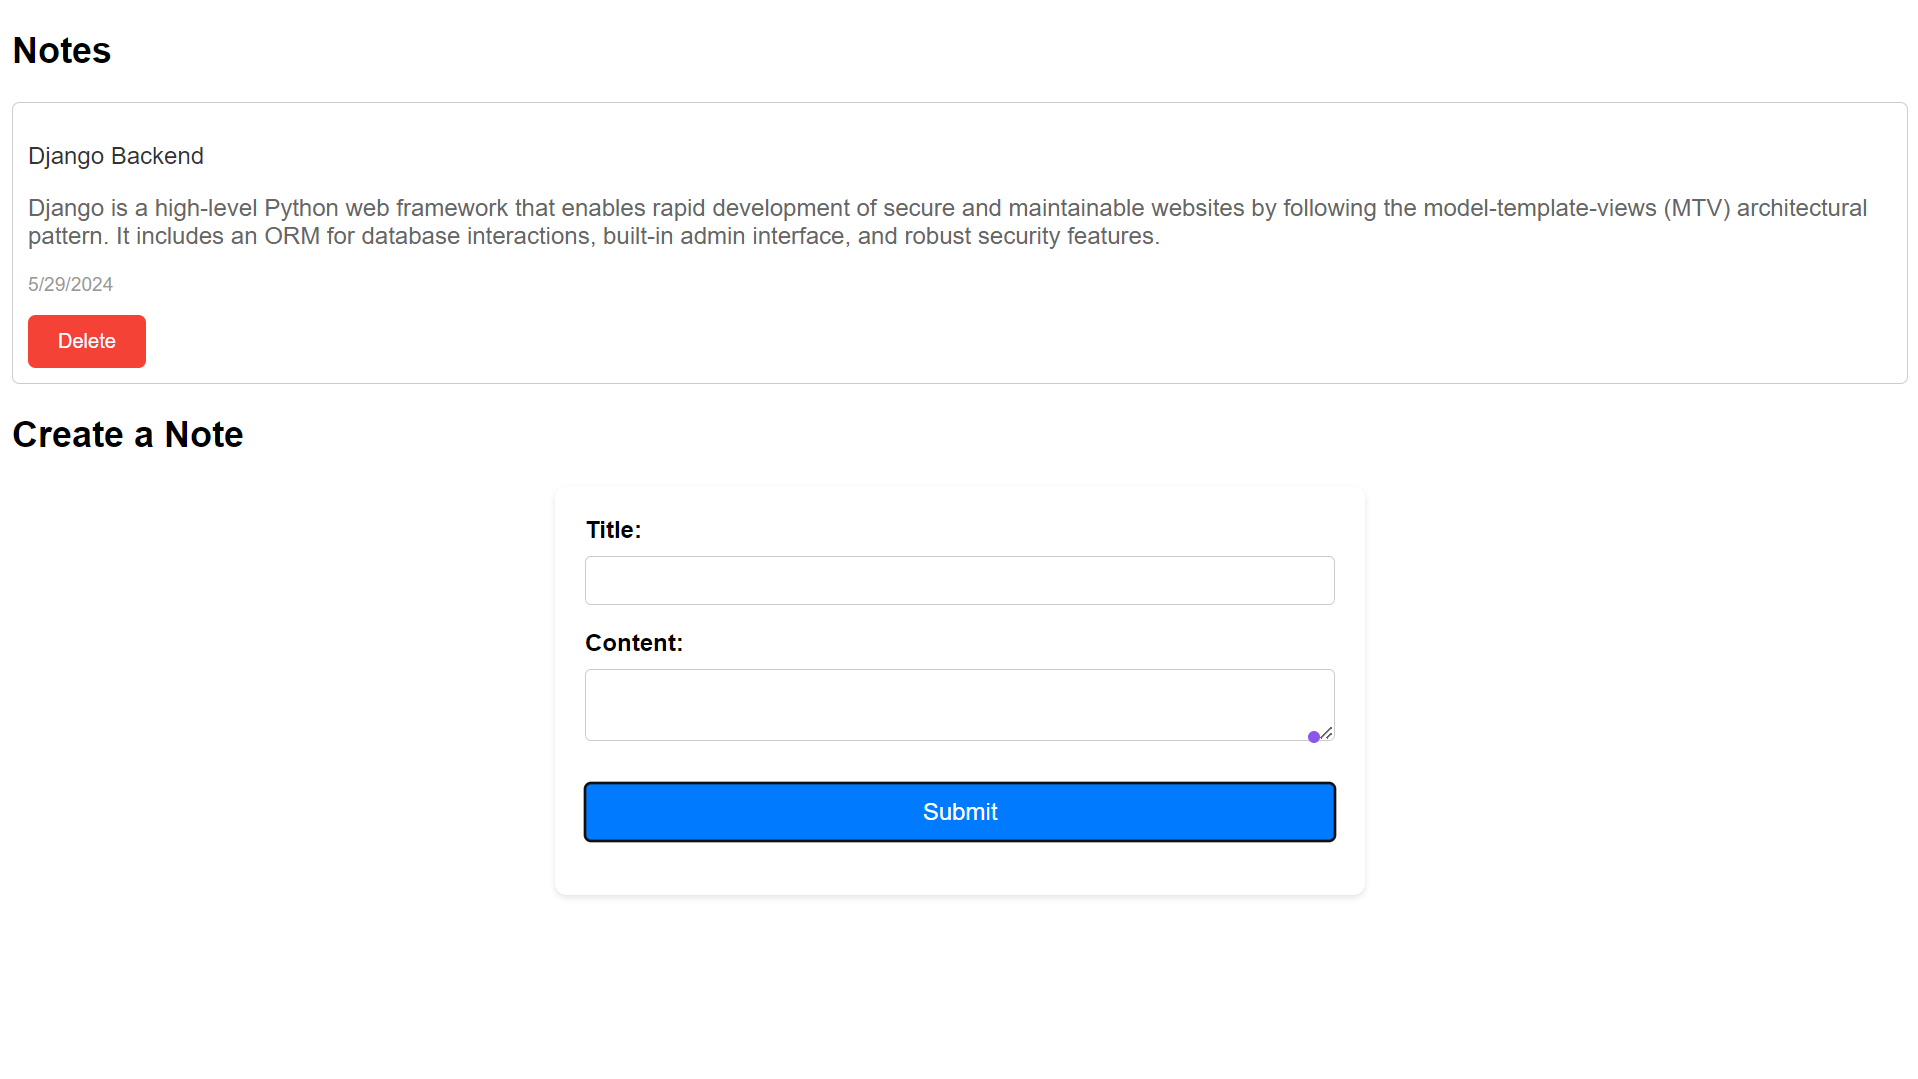 Notes
Django Backend
Django is a high-level Python web framework that enables rapid development of secure and maintainable websites by following the model-template-views (MTV) architectural
pattern. It includes an ORM for database interactions, built-in admin interface, and robust security features.
5/29/2024
Delete
Create a Note
Title:
Content:
Submit